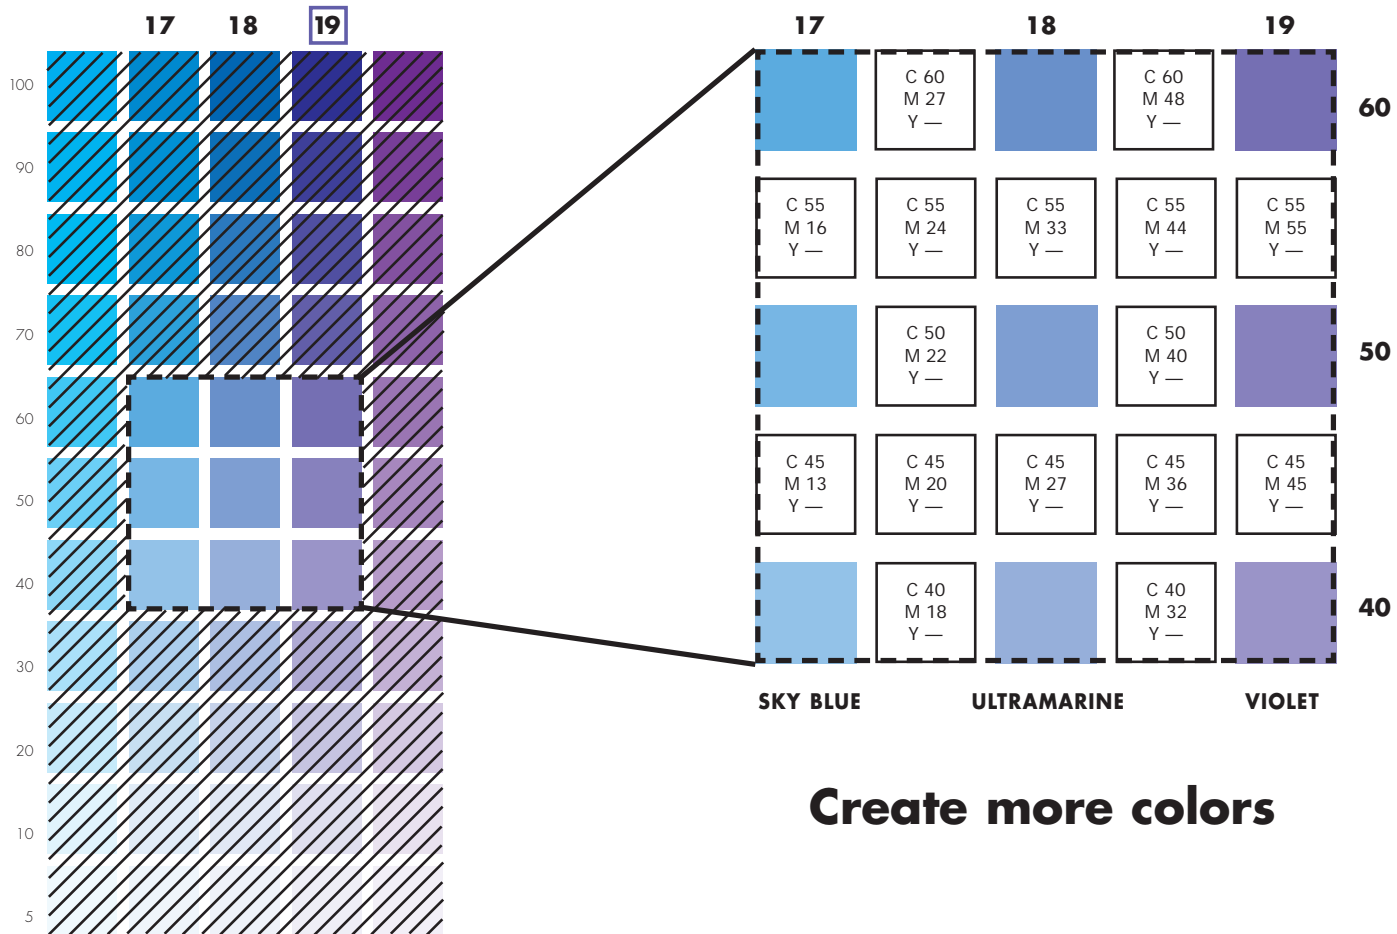 17 18 19
100
90
80
70
60
50
40
30
20
10
5
17 18 19
C 60
M 27
Y —
C 60
M 48
Y —
60
C 55
M 16
Y —
C 55
M 24
Y —
C 55
M 33
Y —
C 55
M 44
Y —
C 55
M 55
Y —
C 50
M 22
Y —
C 50
M 40
Y —
50
C 45
M 13
Y —
C 45
M 20
Y —
C 45
M 27
Y —
C 45
M 36
Y —
C 45
M 45
Y —
C 40
M 18
Y —
C 40
M 32
Y —
40
SKY BLUE ULTRAMARINE VIOLET
Create more colors